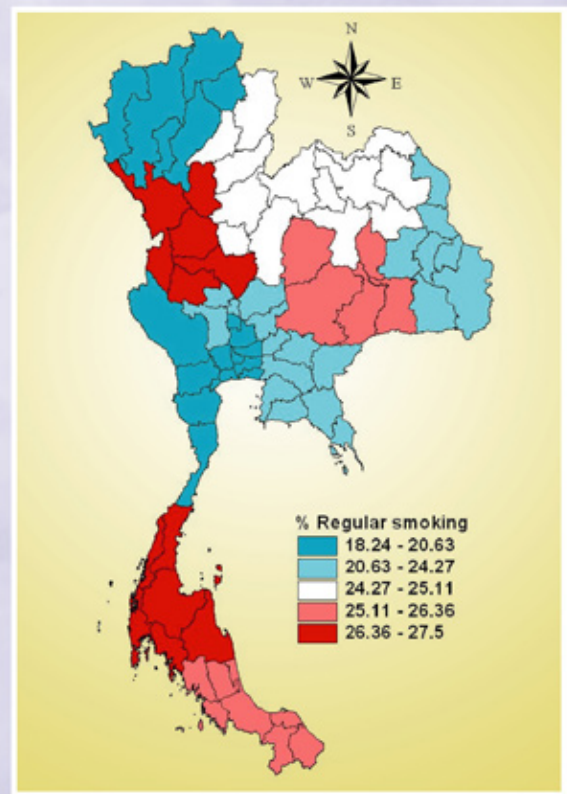 N
W E
S
% Regular smoking
18.24 - 20.63
20.63 - 24.27
24.27 - 25.11
25.11 - 26.36
26.36 - 27.5